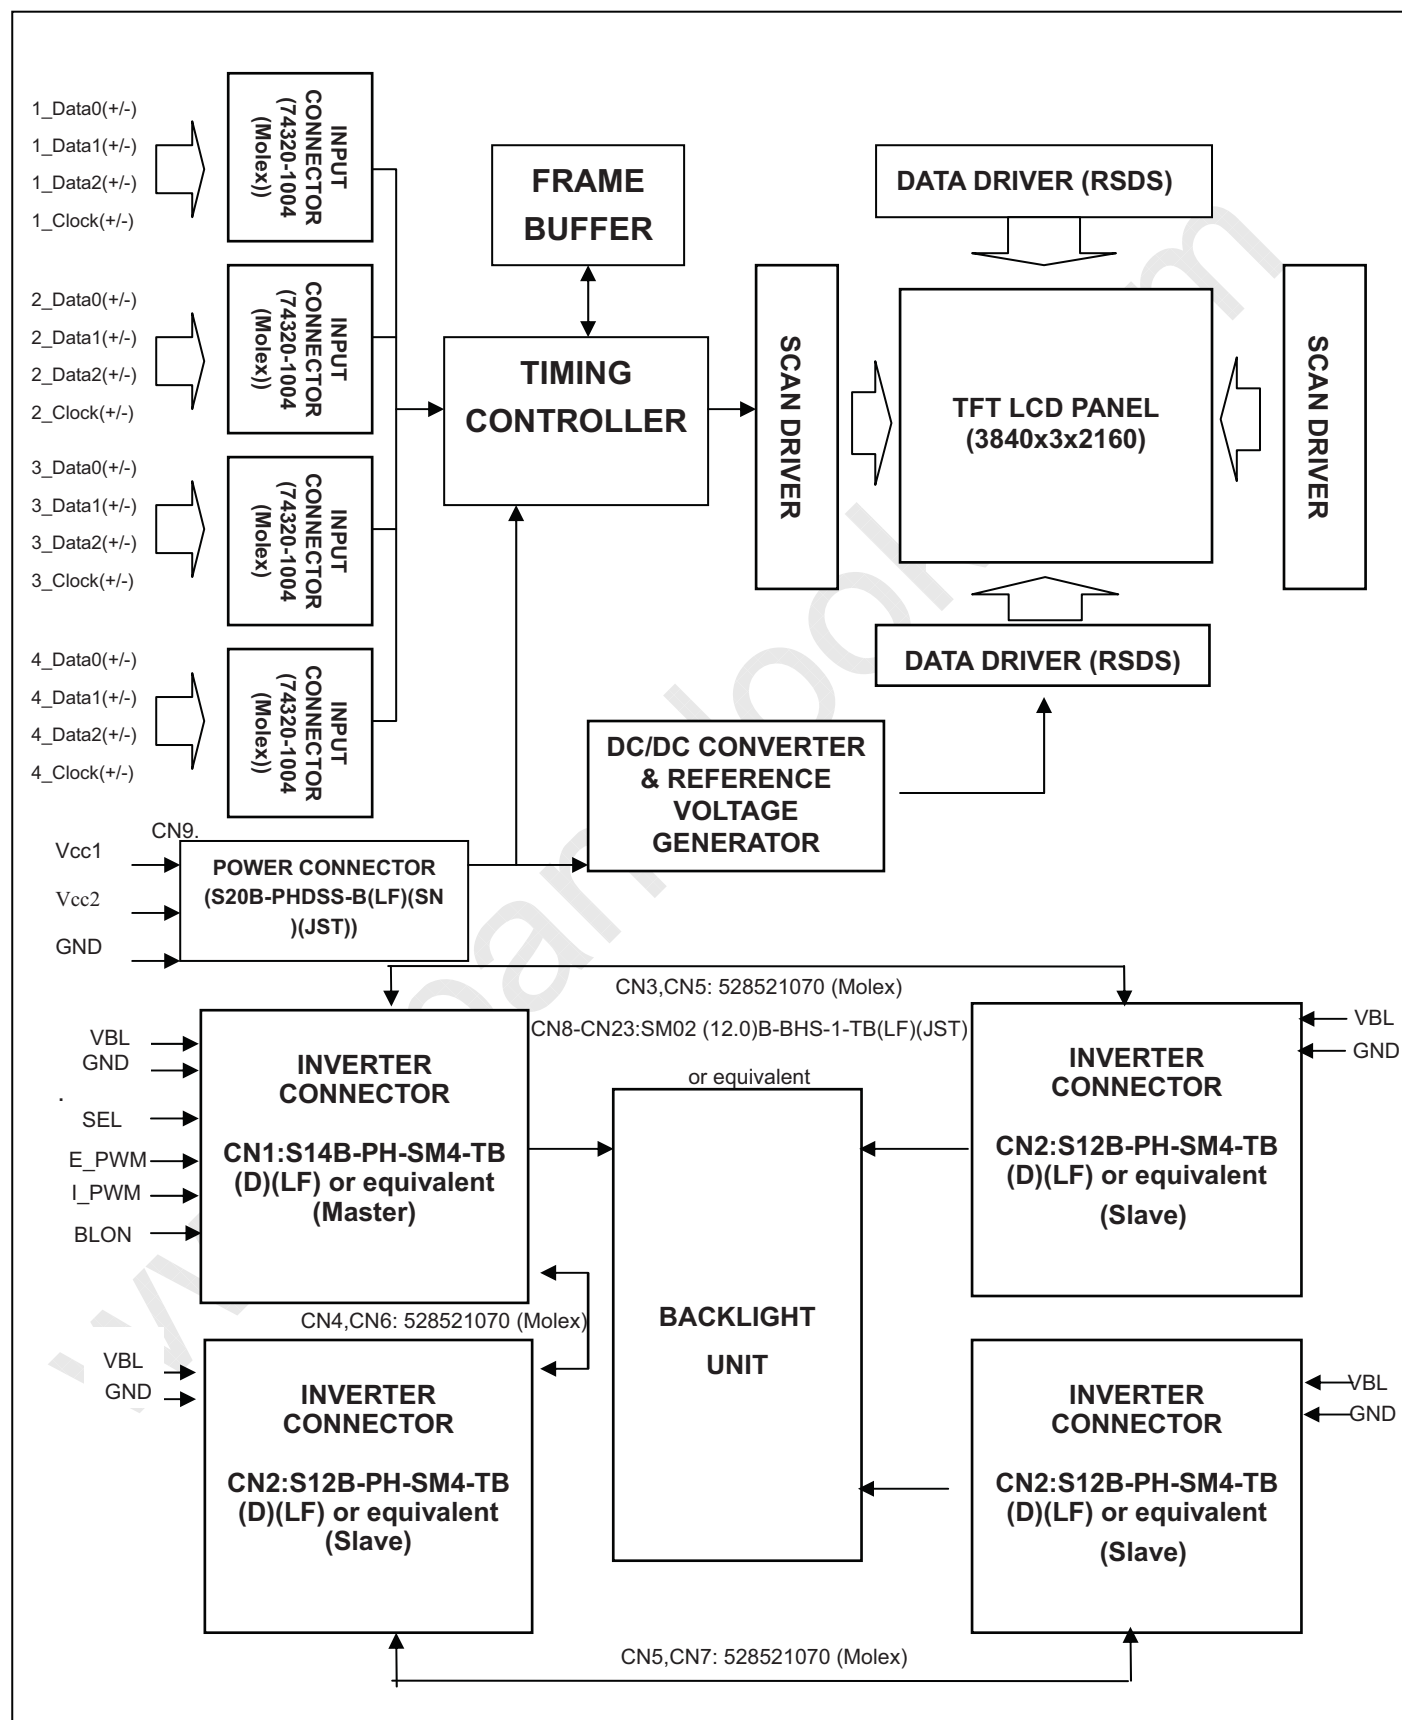 1_Data0(+/-)
1_Data1(+/-)
1_Data2(+/-)
1_Clock(+/-)
INPUT
CONNECTOR
(74320-1004
(Molex))
2_Data0(+/-)
2_Data1(+/-)
2_Data2(+/-)
2_Clock(+/-)
INPUT
CONNECTOR
(74320-1004
(Molex))
3_Data0(+/-)
3_Data1(+/-)
3_Data2(+/-)
3_Clock(+/-)
INPUT
CONNECTOR
(74320-1004
(Molex)
4_Data0(+/-)
4_Data1(+/-)
4_Data2(+/-)
4_Clock(+/-)
INPUT
CONNECTOR
(74320-1004
(Molex))
FRAME
BUFFER
TIMING
CONTROLLER
DATA DRIVER (RSDS)
SCAN DRIVER
TFT LCD PANEL
(3840x3x2160)
SCAN DRIVER
DATA DRIVER (RSDS)
DC/DC CONVERTER
& REFERENCE
VOLTAGE
GENERATOR
CN9.
Vcc1
Vcc2
GND
POWER CONNECTOR
(S20B-PHDSS-B(LF)(SN
)(JST))
CN3,CN5: 528521070 (Molex)
CN8-CN23:SM02 (12.0)B-BHS-1-TB(LF)(JST)
or equivalent
VBL
GND
.
SEL
E_PWM
I_PWM
BLON
INVERTER
CONNECTOR
CN1:S14B-PH-SM4-TB
(D)(LF) or equivalent
(Master)
INVERTER
CONNECTOR
CN2:S12B-PH-SM4-TB
(D)(LF) or equivalent
(Slave)
VBL
GND
CN4,CN6: 528521070 (Molex)
BACKLIGHT
UNIT
VBL
GND
INVERTER
CONNECTOR
CN2:S12B-PH-SM4-TB
(D)(LF) or equivalent
(Slave)
INVERTER
CONNECTOR
CN2:S12B-PH-SM4-TB
(D)(LF) or equivalent
(Slave)
VBL
GND
CN5,CN7: 528521070 (Molex)